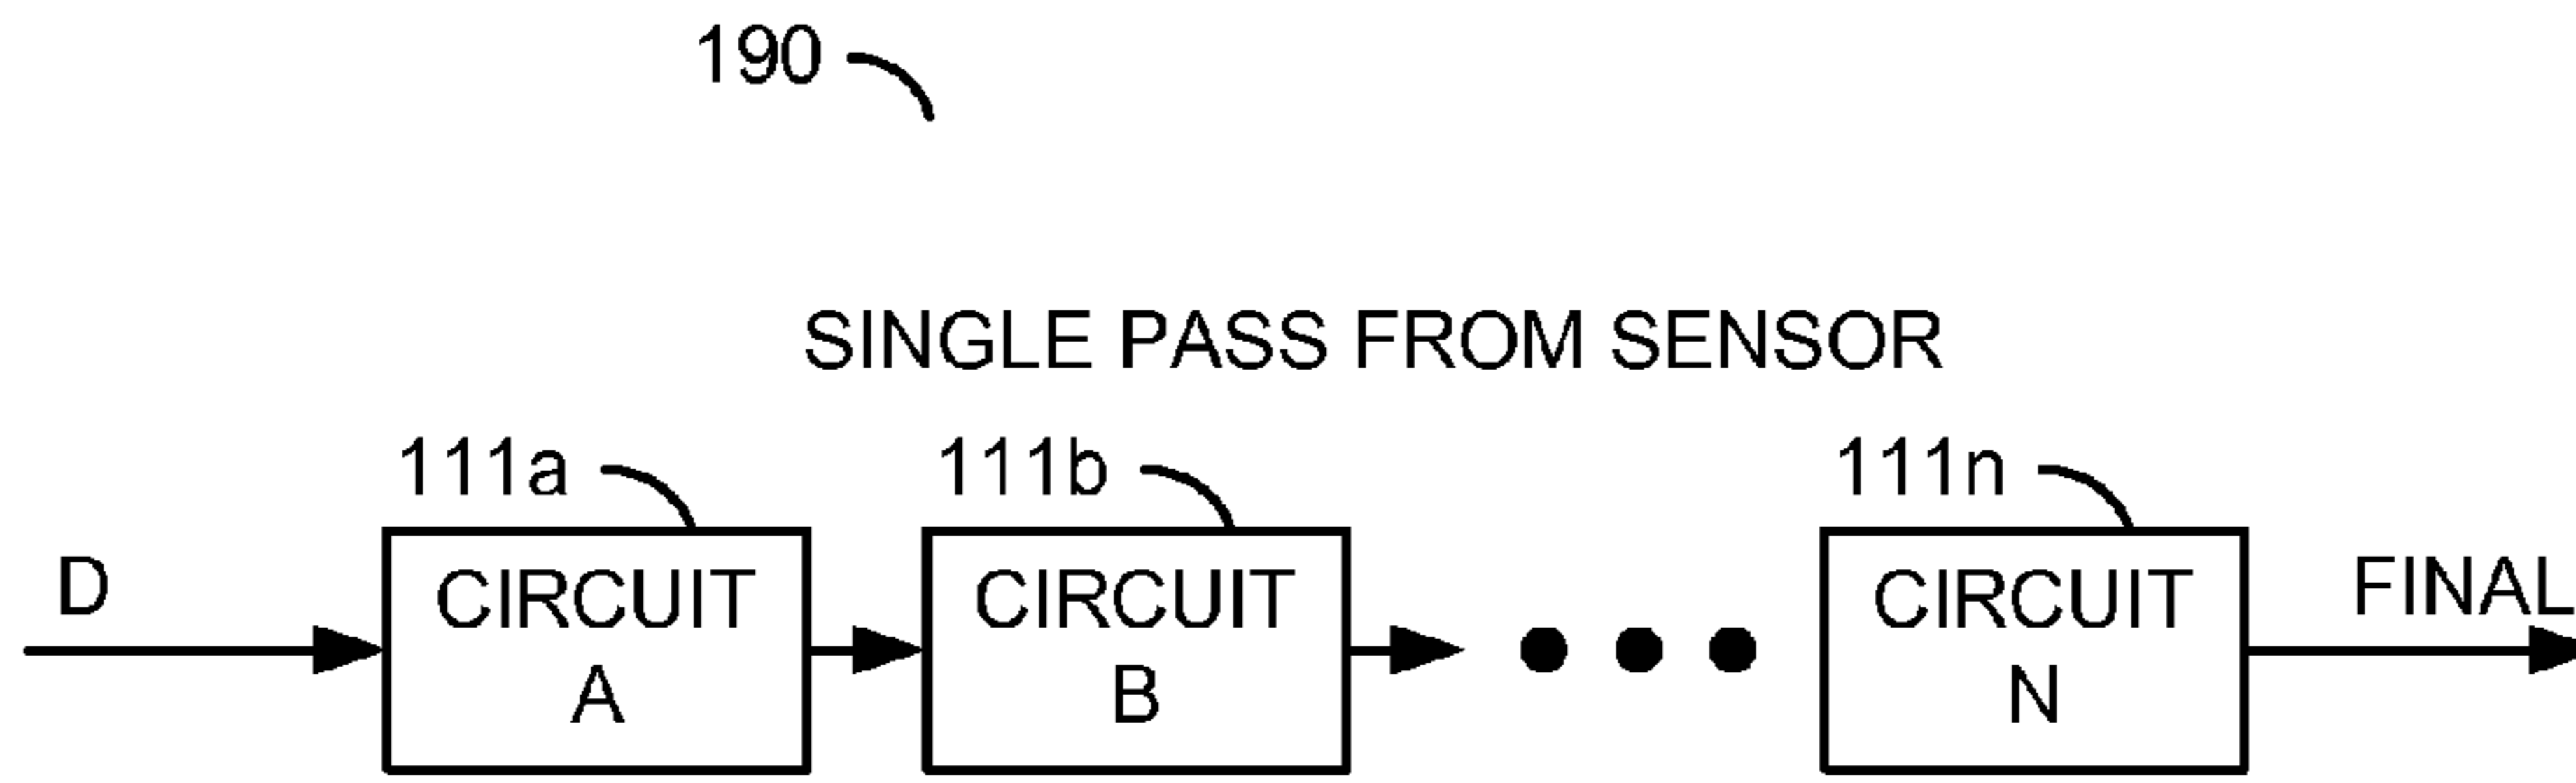 190
SINGLE PASS FROM SENSOR
111a
111b
111n
D
CIRCUIT
A
CIRCUIT
B
CIRCUIT
N
FINAL